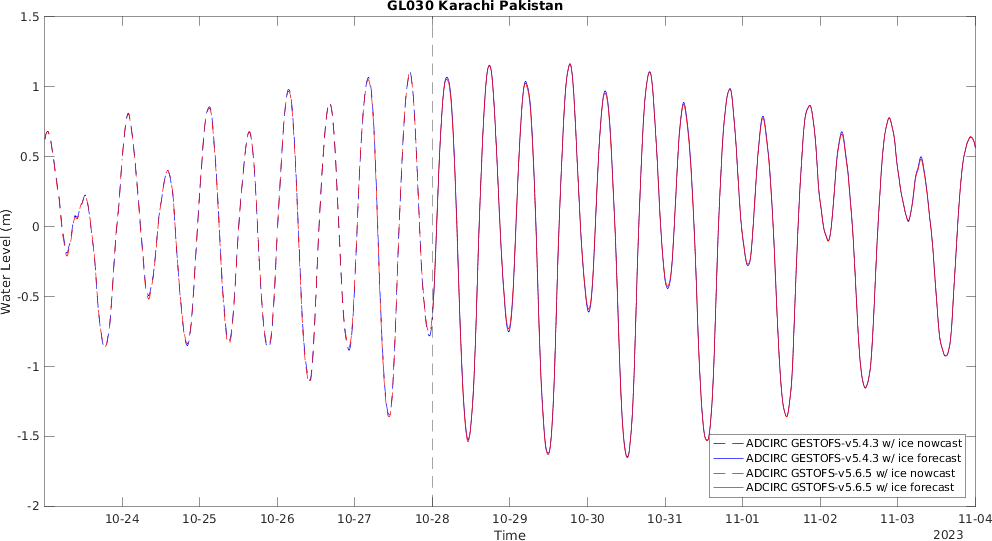 GL030 Karachi Pakistan
1.5
1
0.5
0
-0.5
-1
-1.5
-2
Water Level (m)
10-24 10-25 10-26 10-27 10-28 10-29 10-30 10-31 11-01 11-02 11-03 11-04
Time
2023
ADCIRC GESTOFS-v5.4.3 w/ ice nowcast
ADCIRC GESTOFS-v5.4.3 w/ ice forecast
ADCIRC GSTOFS-v5.6.5 w/ ice nowcast
ADCIRC GSTOFS-v5.6.5 w/ ice forecast